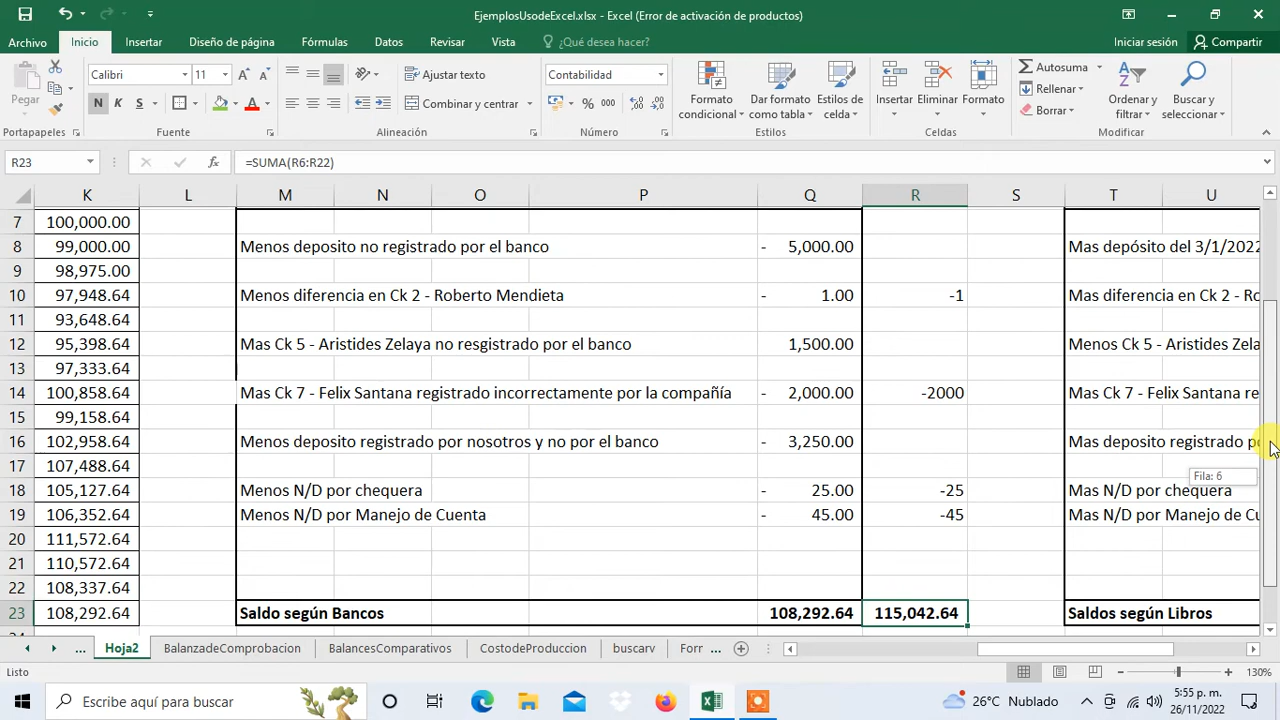 EjemplosUsodeExcel.xlsx - Excel (Error de activación de productos)
Archivo Inicio Insertar Diseño de página Fórmulas Datos Revisar Vista ¿Qué desea hacer? Iniciar sesión Compartir
Pegar Calibri 11 Ajustar texto Contabilidad Formato condicional Dar formato como tabla Estilos de celda Insertar Eliminar Formato Autosuma Rellenar Borrar Ordenar y filtrar Buscar y seleccionar
N K S Combinar y centrar % 000
Portapapeles Fuente Alineación Número Estilos Celdas Modificar
R23 fx =SUMA(R6:R22)
K L M N O P Q R S T U
7 100,000.00
8 99,000.00 Menos deposito no registrado por el banco - 5,000.00 Mas depósito del 3/1/2022
9 98,975.00
10 97,948.64 Menos diferencia en Ck 2 - Roberto Mendieta - 1.00 -1 Mas diferencia en Ck 2 - Ro
11 93,648.64
12 95,398.64 Mas Ck 5 - Aristides Zelaya no resgistrado por el banco 1,500.00 Menos Ck 5 - Aristides Zela
13 97,333.64
14 100,858.64 Mas Ck 7 - Felix Santana registrado incorrectamente por la compañía - 2,000.00 -2000 Mas Ck 7 - Felix Santana re
15 99,158.64
16 102,958.64 Menos deposito registrado por nosotros y no por el banco - 3,250.00 Mas deposito registrado p
17 107,488.64
Fila: 6
18 105,127.64 Menos N/D por chequera - 25.00 -25 Mas N/D por chequera
19 106,352.64 Menos N/D por Manejo de Cuenta - 45.00 -45 Mas N/D por Manejo de Cu
20 111,572.64
21 110,572.64
22 108,337.64
23 108,292.64 Saldo según Bancos 108,292.64 115,042.64 Saldos según Libros
... Hoja2 BalanzadeComprobacion BalancesComparativos CostodeProduccion buscarv Forr ...
Listo 130%
Escribe aquí para buscar 26°C Nublado 5:55 p. m.
26/11/2022